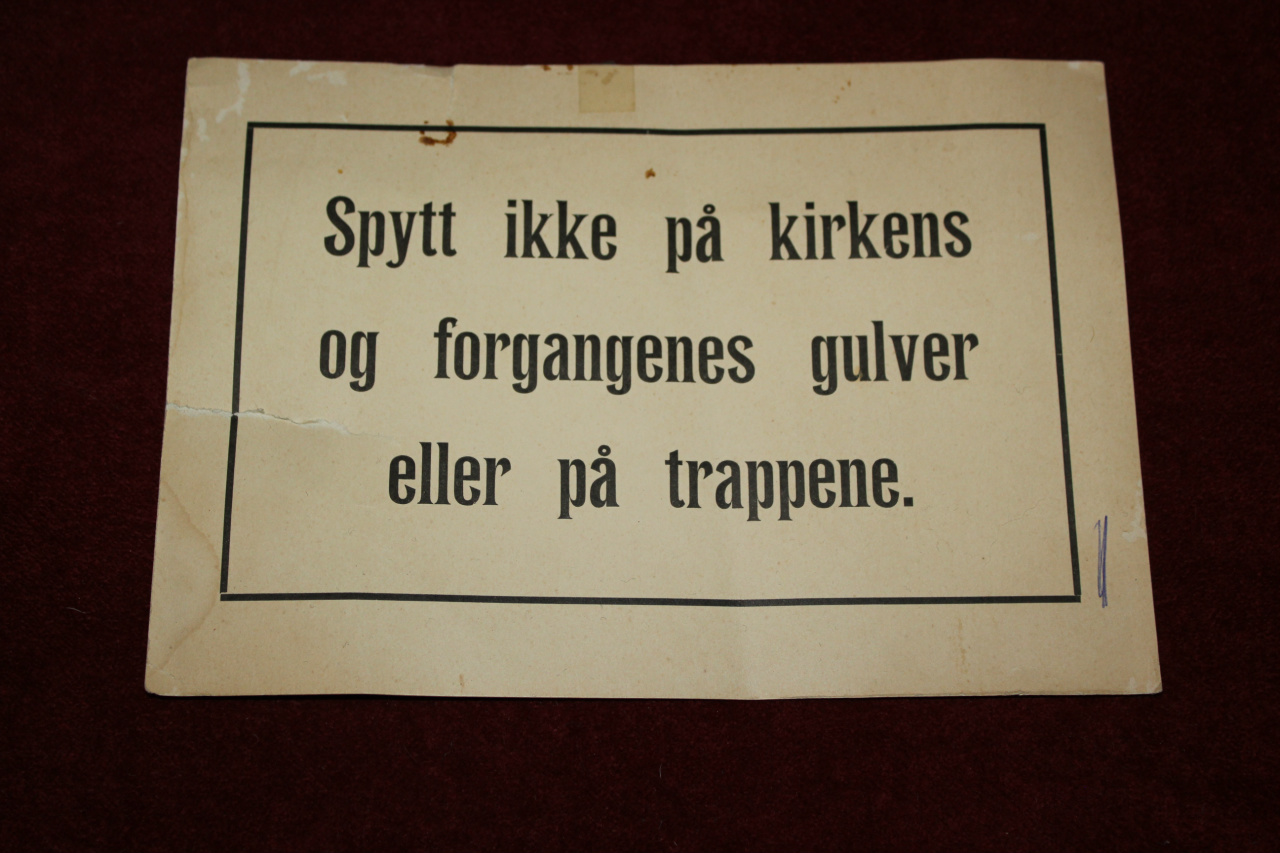 Spytt ikke på kirkens
og forgangenes gulver
eller på trappene.